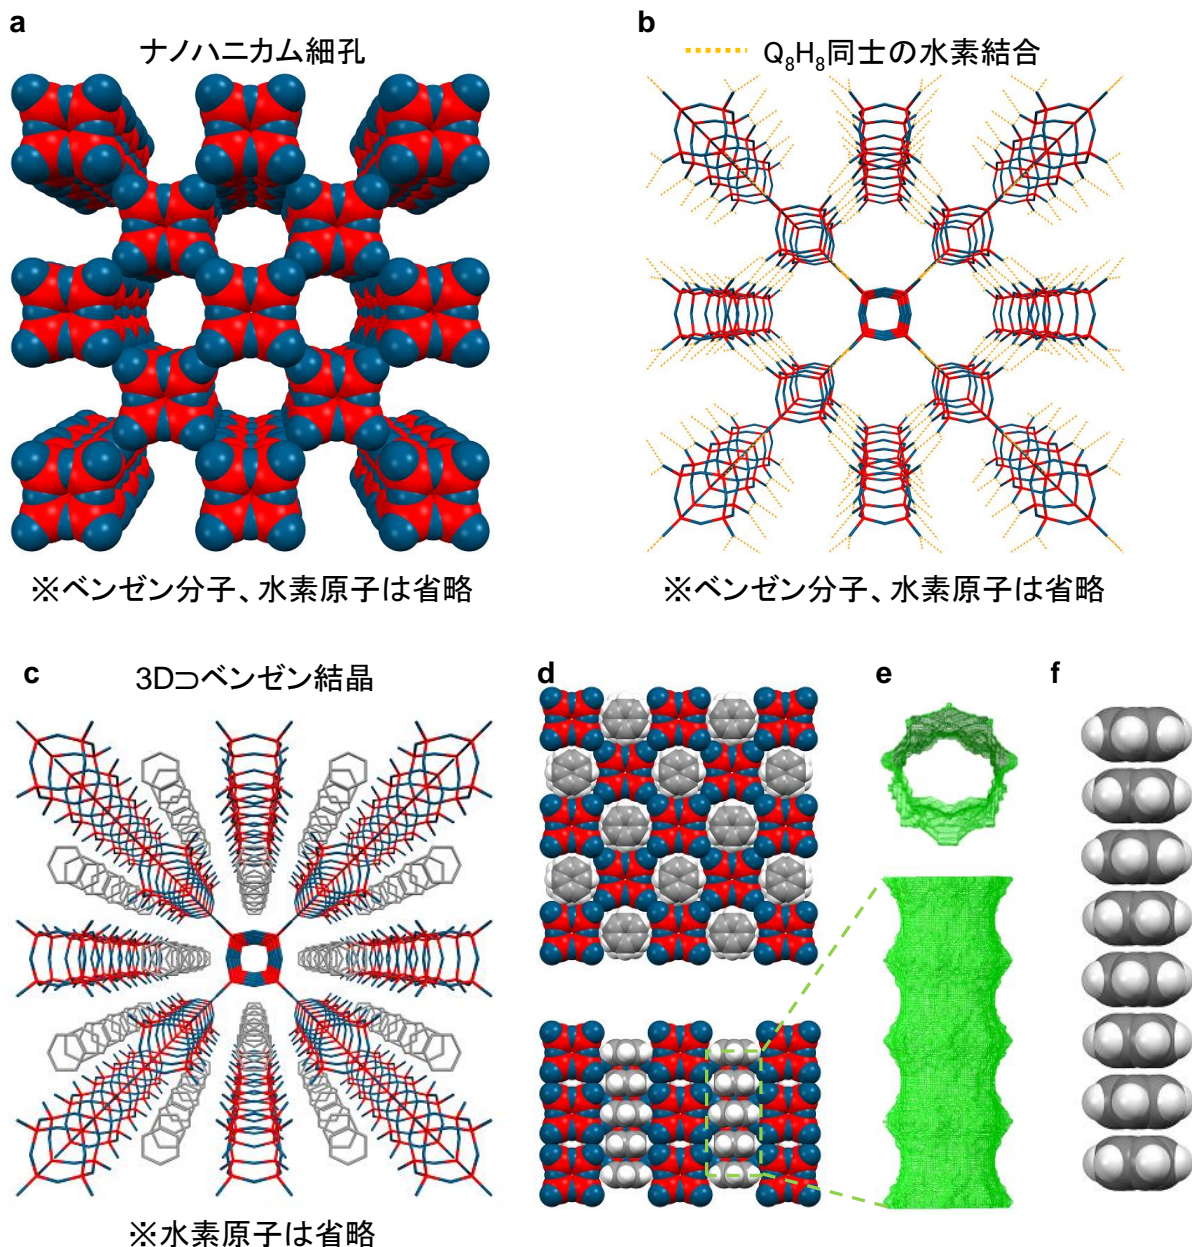 a
ナノハニカム細孔
※ベンゼン分子、水素原子は省略
b
Q₈H₈同士の水素結合
※ベンゼン分子、水素原子は省略
c
3D⊃ベンゼン結晶
※水素原子は省略
d
e
f